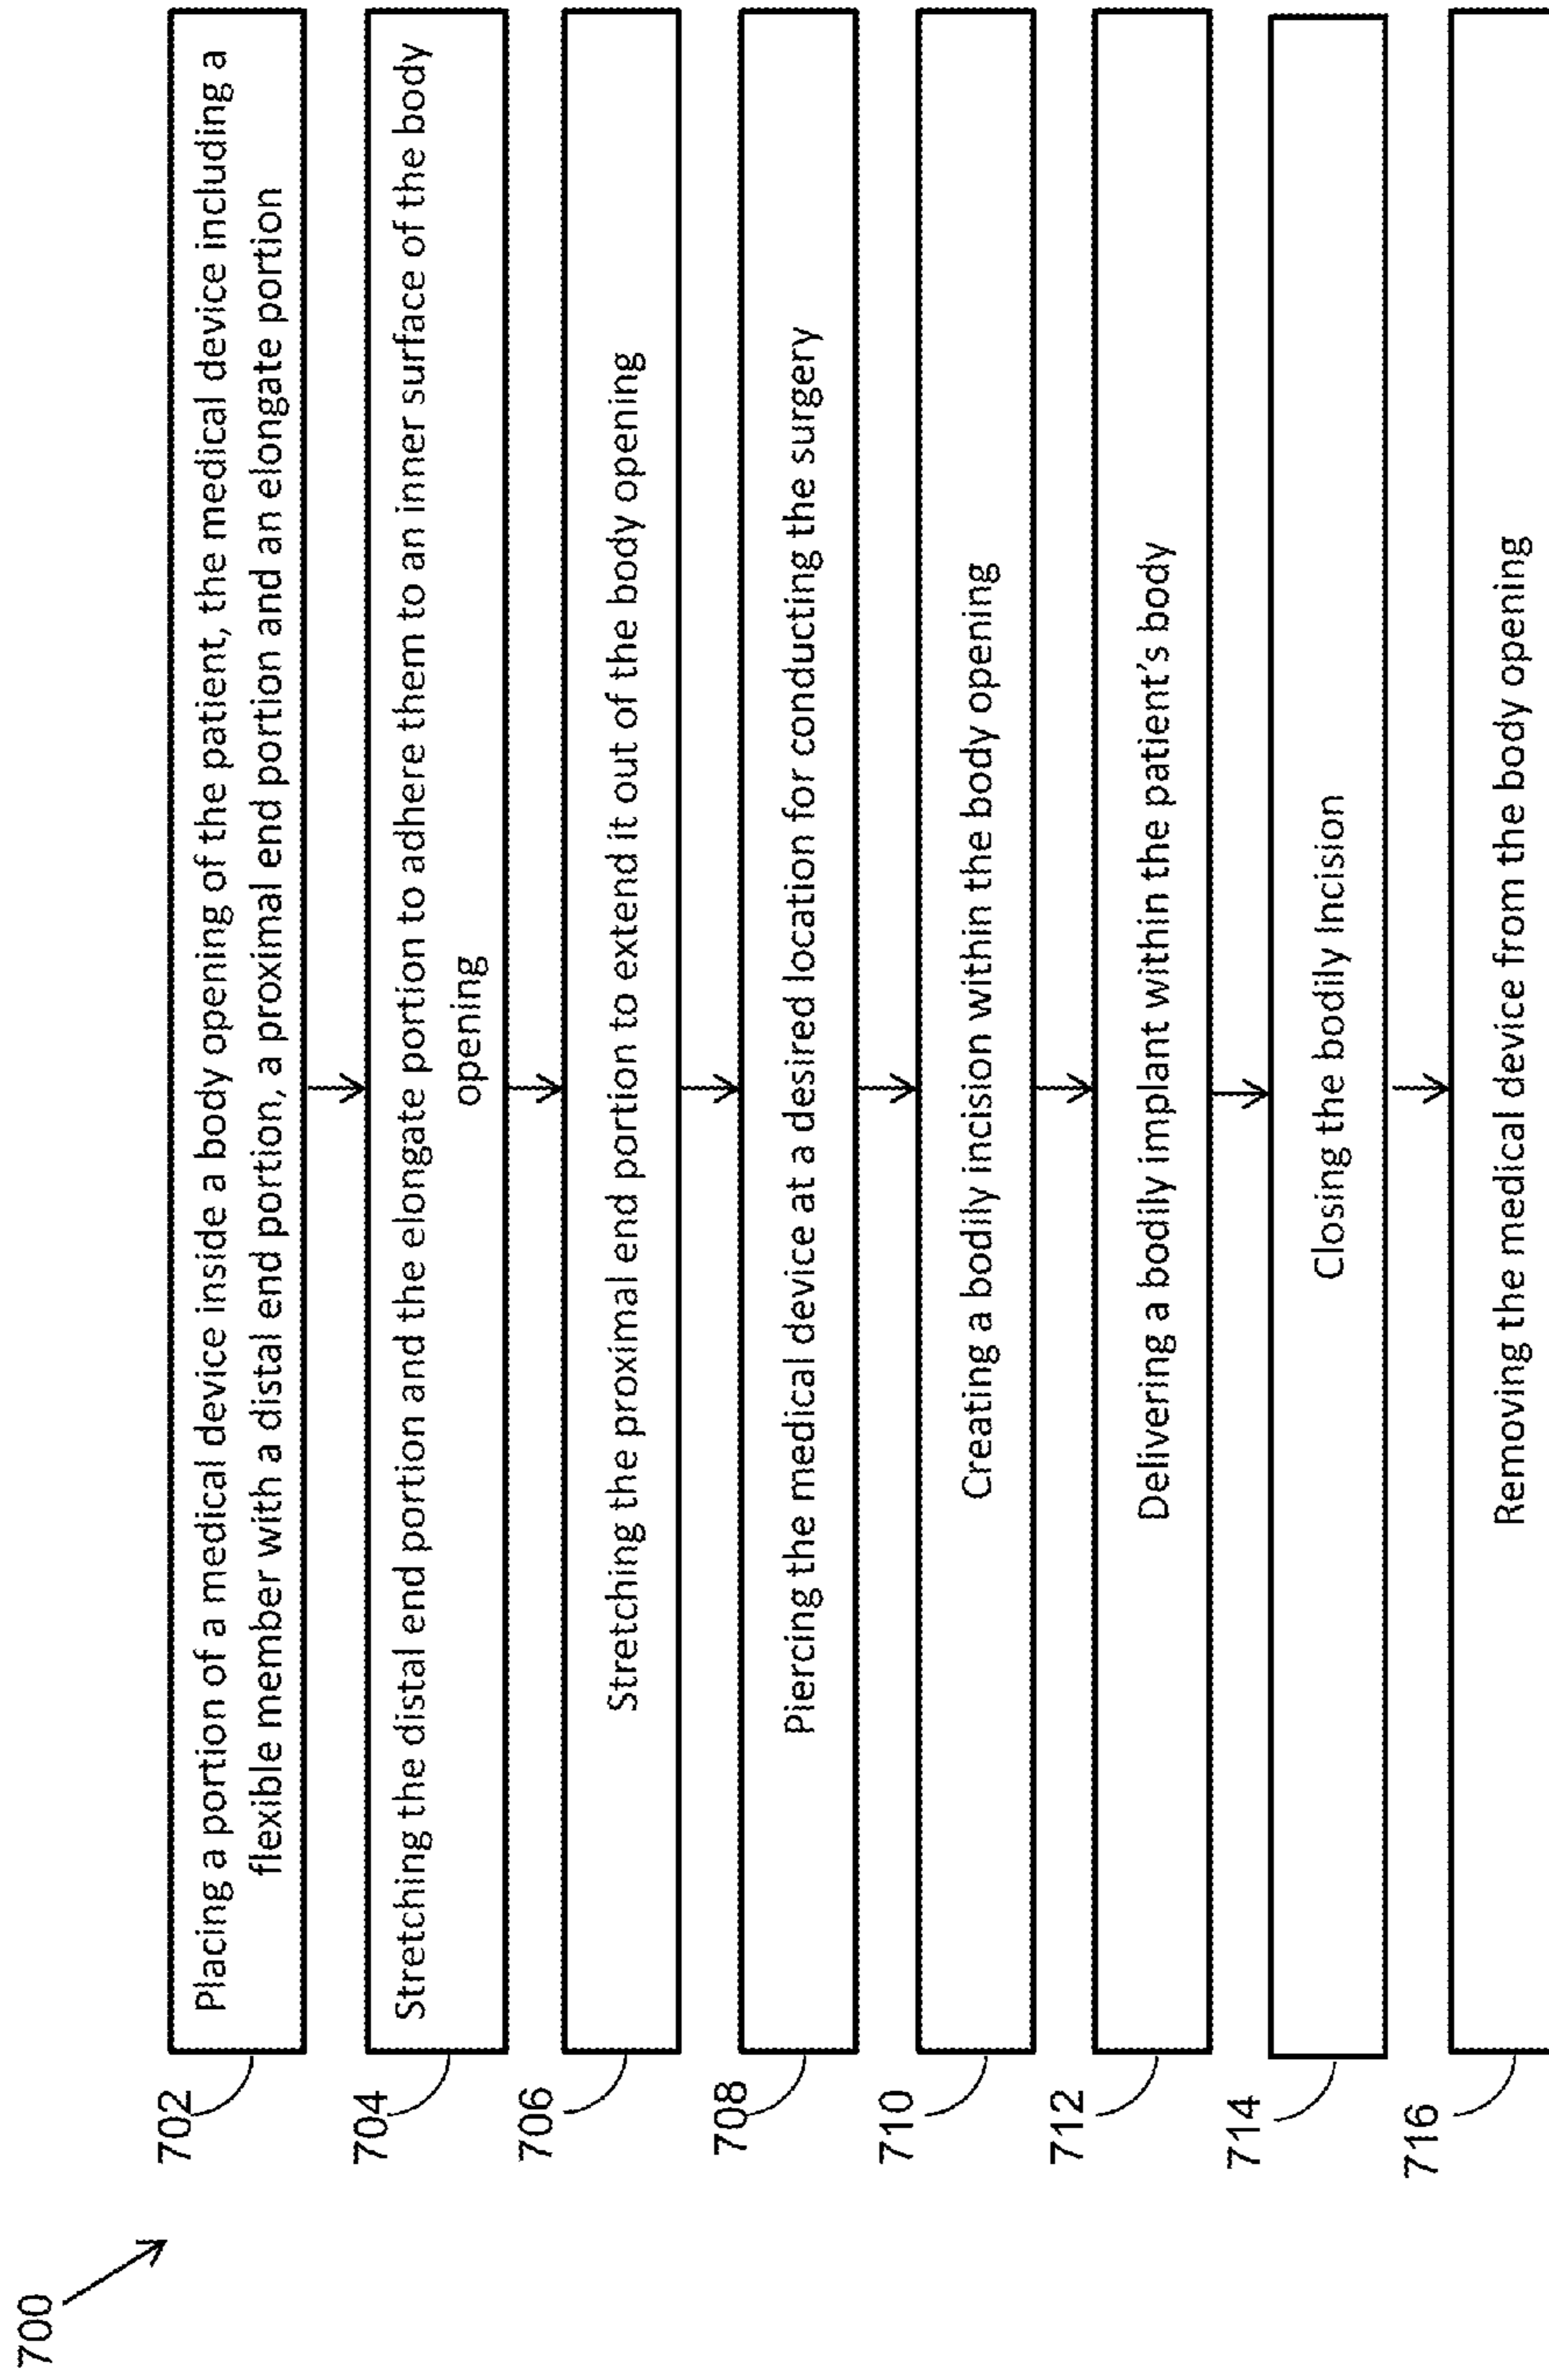 700
702
Placing a portion of a medical device inside a body opening of the patient, the medical device including a
flexible member with a distal end portion, a proximal end portion and an elongate portion
704
Stretching the distal end portion and the elongate portion to adhere them to an inner surface of the body
opening
706
Stretching the proximal end portion to extend it out of the body opening
708
Piercing the medical device at a desired location for conducting the surgery
710
Creating a bodily incision within the body opening
712
Delivering a bodily implant within the patient's body
714
Closing the bodily Incision
716
Removing the medical device from the body opening